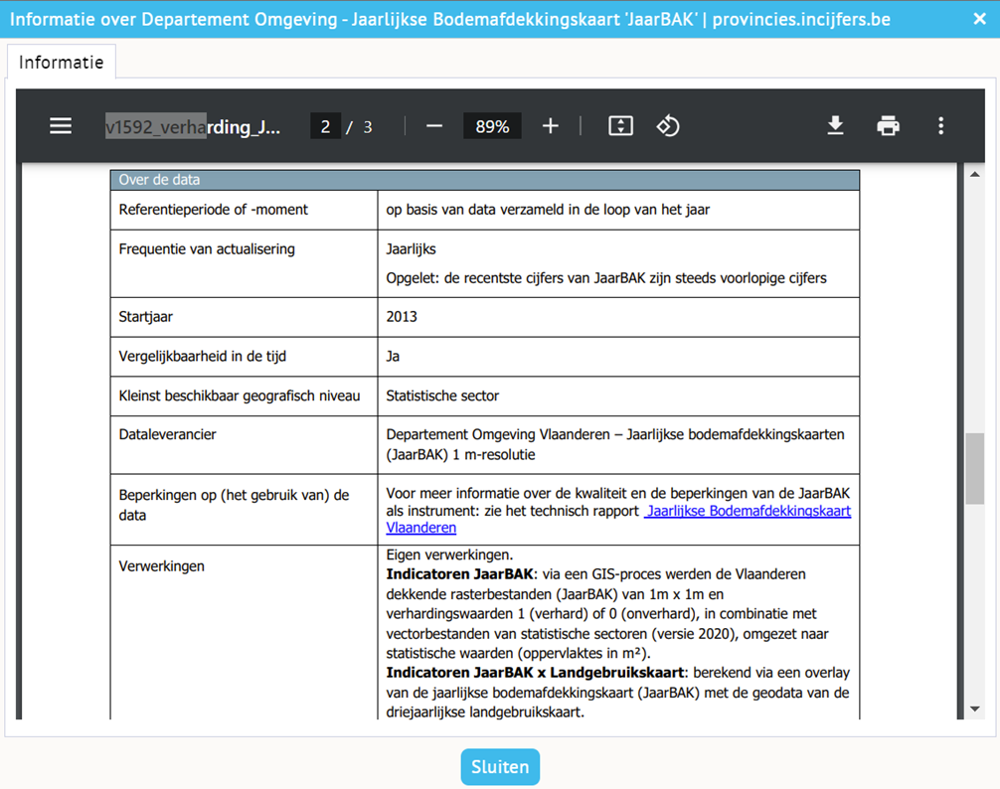 Informatie over Departement Omgeving - Jaarlijkse Bodemafdekkingskaart 'JaarBAK' | provincies.incijfers.be
Informatie
v1592_verharding_J...
2 / 3
89%
Over de data
Referentieperiode of -moment
op basis van data verzameld in de loop van het jaar
Frequentie van actualisering
Jaarlijks
Opgelet: de recentste cijfers van JaarBAK zijn steeds voorlopige cijfers
Startjaar
2013
Vergelijkbaarheid in de tijd
Ja
Kleinst beschikbaar geografisch niveau
Statistische sector
Dataleverancier
Departement Omgeving Vlaanderen – Jaarlijkse bodemafdekkingskaarten
(JaarBAK) 1 m-resolutie
Beperkingen op (het gebruik van) de
data
Voor meer informatie over de kwaliteit en de beperkingen van de JaarBAK
als instrument: zie het technisch rapport Jaarlijkse Bodemafdekkingskaart
Vlaanderen
Verwerkingen
Eigen verwerkingen.
Indicatoren JaarBAK: via een GIS-proces werden de Vlaanderen
dekkende rasterbestanden (JaarBAK) van 1m x 1m en
verhardingswaarden 1 (verhard) of 0 (onverhard), in combinatie met
vectorbestanden van statistische sectoren (versie 2020), omgezet naar
statistische waarden (oppervlaktes in m²).
Indicatoren JaarBAK x Landgebruikskaart: berekend via een overlay
van de jaarlijkse bodemafdekkingskaart (JaarBAK) met de geodata van de
driejaarlijkse landgebruikskaart.
Sluiten